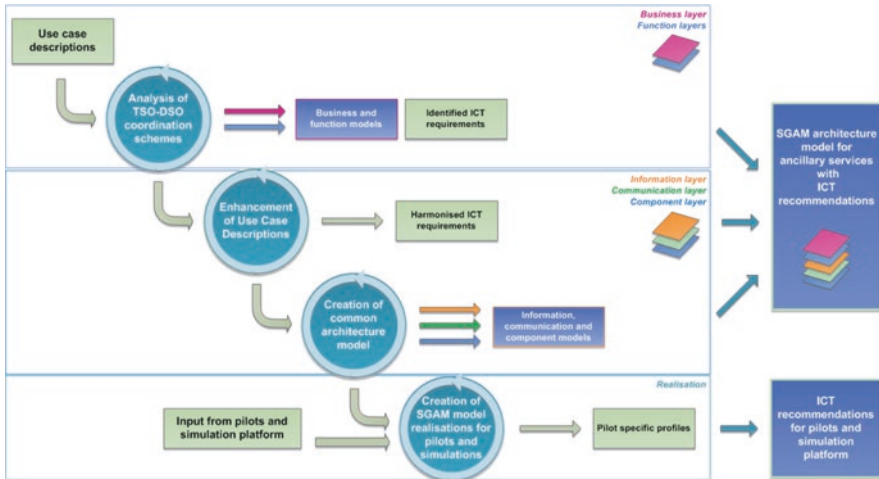 Business layer
Function layers
Use case
descriptions
Analysis of
TSO-DSO
coordination
schemes
Business and
function models
Identified ICT
requirements
SGAM architecture
model for
ancillary services
with
ICT
recommendations
Information layer
Communication layer
Component layer
Enhancement
of Use Case
Descriptions
Harmonised ICT
requirements
Creation of
common
architecture
model
Information,
communication and
component models
Realisation
Input from pilots and
simulation platform
Creation of
SGAM model
realisations for
pilots and
simulations
Pilot specific profiles
ICT
recommendations
for pilots and
simulation
platform